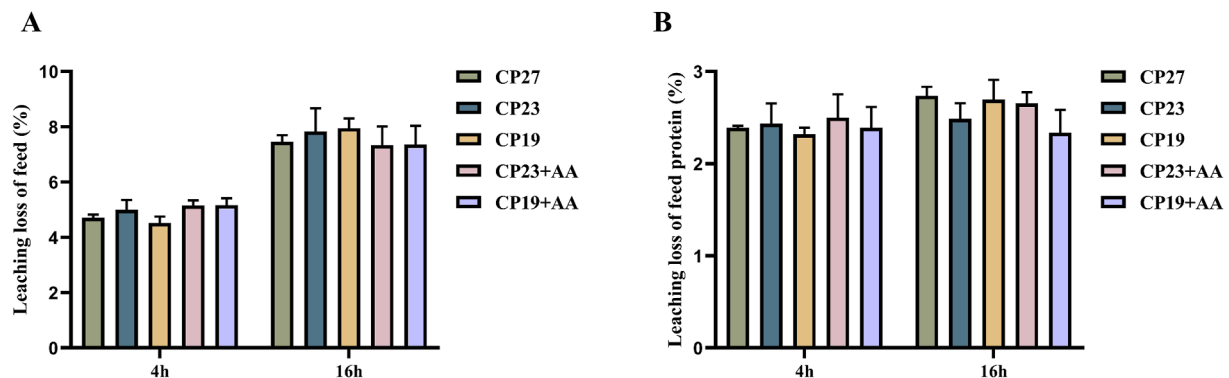 A
Leaching loss of feed (%)
10
8
6
4
2
0
4h
16h
CP27
CP23
CP19
CP23+AA
CP19+AA
B
Leaching loss of feed protein (%)
3
2
1
0
4h
16h
CP27
CP23
CP19
CP23+AA
CP19+AA